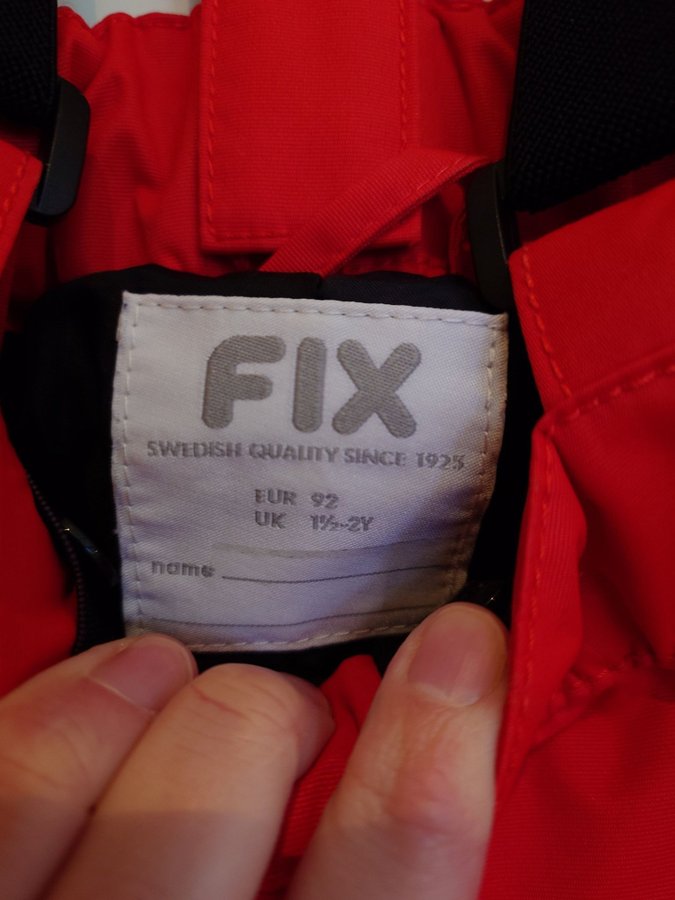 FIX
SWEDISH QUALITY SINCE 1925
EUR 92
UK 1½-2Y
name